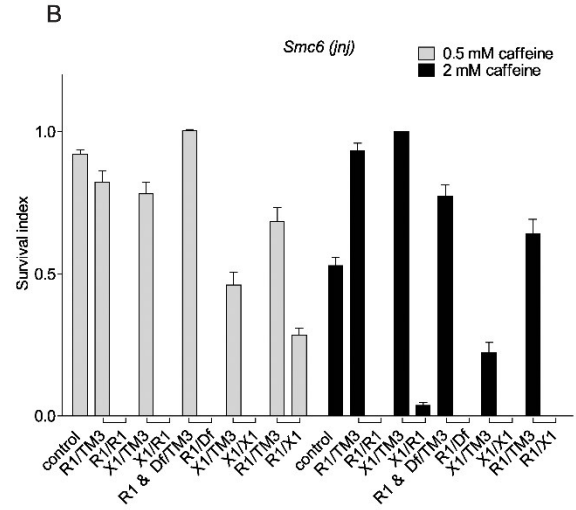 B
Smc6 (jnj)
0.5 mM caffeine
2 mM caffeine
Survival index
1.0
0.5
0.0
control
R1/TM3
R1/R1
X1/TM3
X1/R1
R1 & Df/TM3
R1/Df
X1/TM3
X1/X1
R1/TM3
R1/X1
control
R1/TM3
R1/R1
X1/TM3
X1/R1
R1 & Df/TM3
R1/Df
X1/TM3
X1/X1
R1/TM3
R1/X1